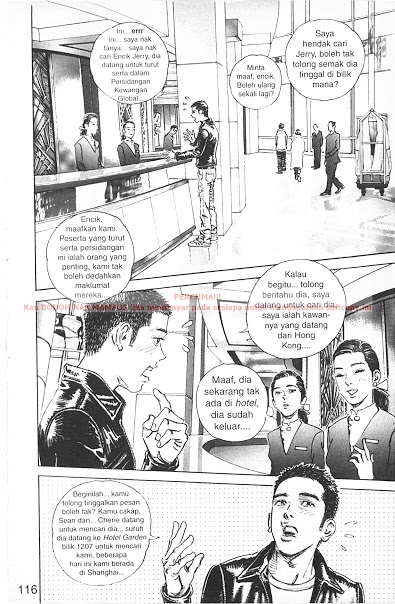 Saya
hendak cari
Jerry, boleh tak
tolong semak dia
tinggal di bilik
mana?
Minta
maaf, encik.
Boleh ulang
sekali lagi?
Ini... errr
ini... saya nak
tanya... saya nak
cari Encik Jerry, dia
datang untuk turut
serta dalam
Persidangan
Kewangan
Global.
Encik,
maafkan kami.
Peserta yang turut
serta persidangan
ini ialah orang yang
penting, kami tak
boleh dedahkan
maklumat
mereka...
PERCUMA!!!
Kalau
begitu... tolong
beritahu dia, saya
datang untuk cari dia,
saya ialah kawan-
nya yang datang
dari Hong
Kong....
Maaf, dia
sekarang tak
ada di hotel,
dia sudah
keluar....
Beginilah... kamu
tolong tinggalkan pesan
boleh tak? Kamu cakap,
Sean dan... Cherie datang
untuk mencari dia... suruh
dia datang ke Hotel Garden
bilik 1207 untuk mencari
kami, beberapa
hari ini kami berada
di Shanghai...
116